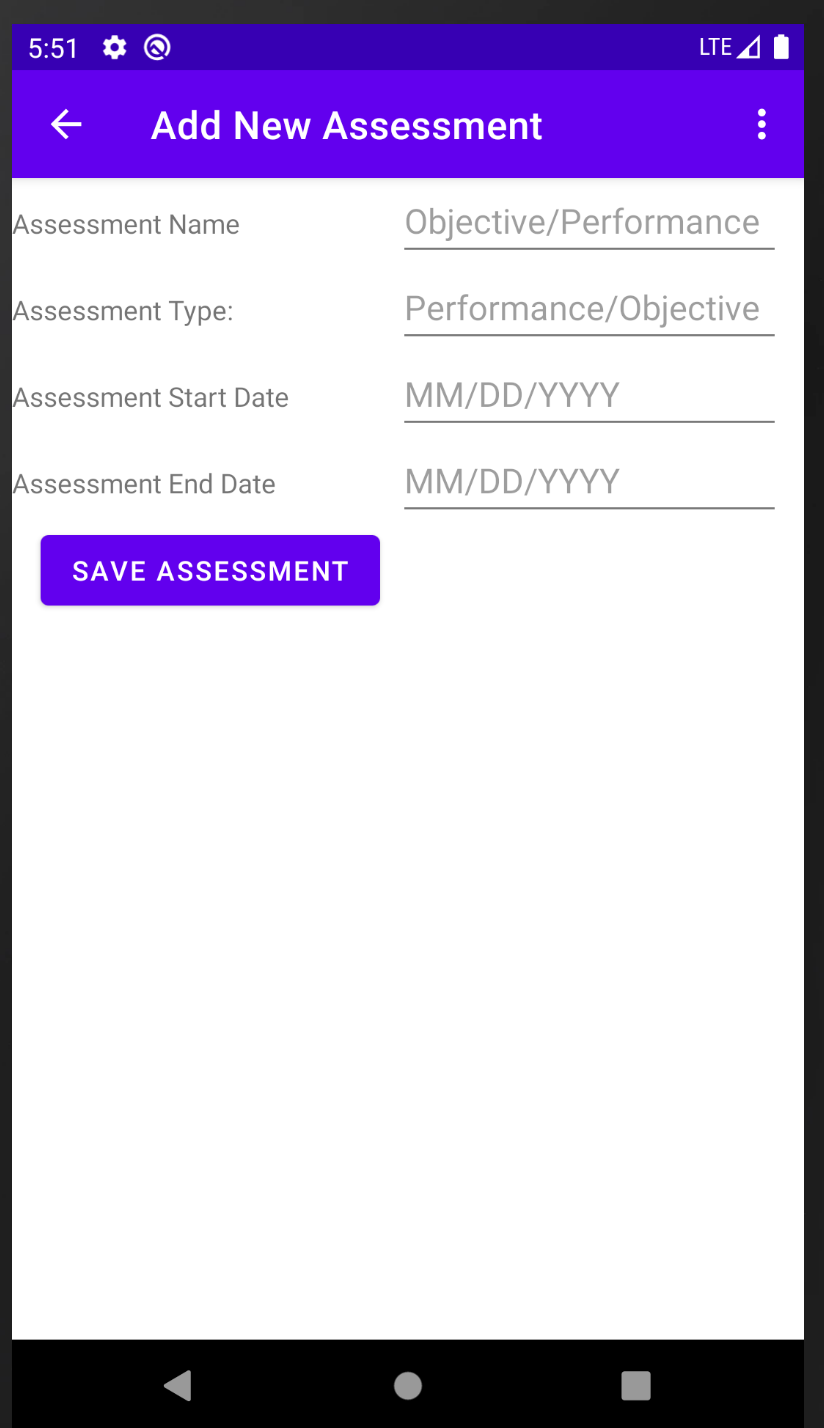 5:51 LTE
Add New Assessment
Assessment Name Objective/Performance
Assessment Type: Performance/Objective
Assessment Start Date MM/DD/YYYY
Assessment End Date MM/DD/YYYY
SAVE ASSESSMENT